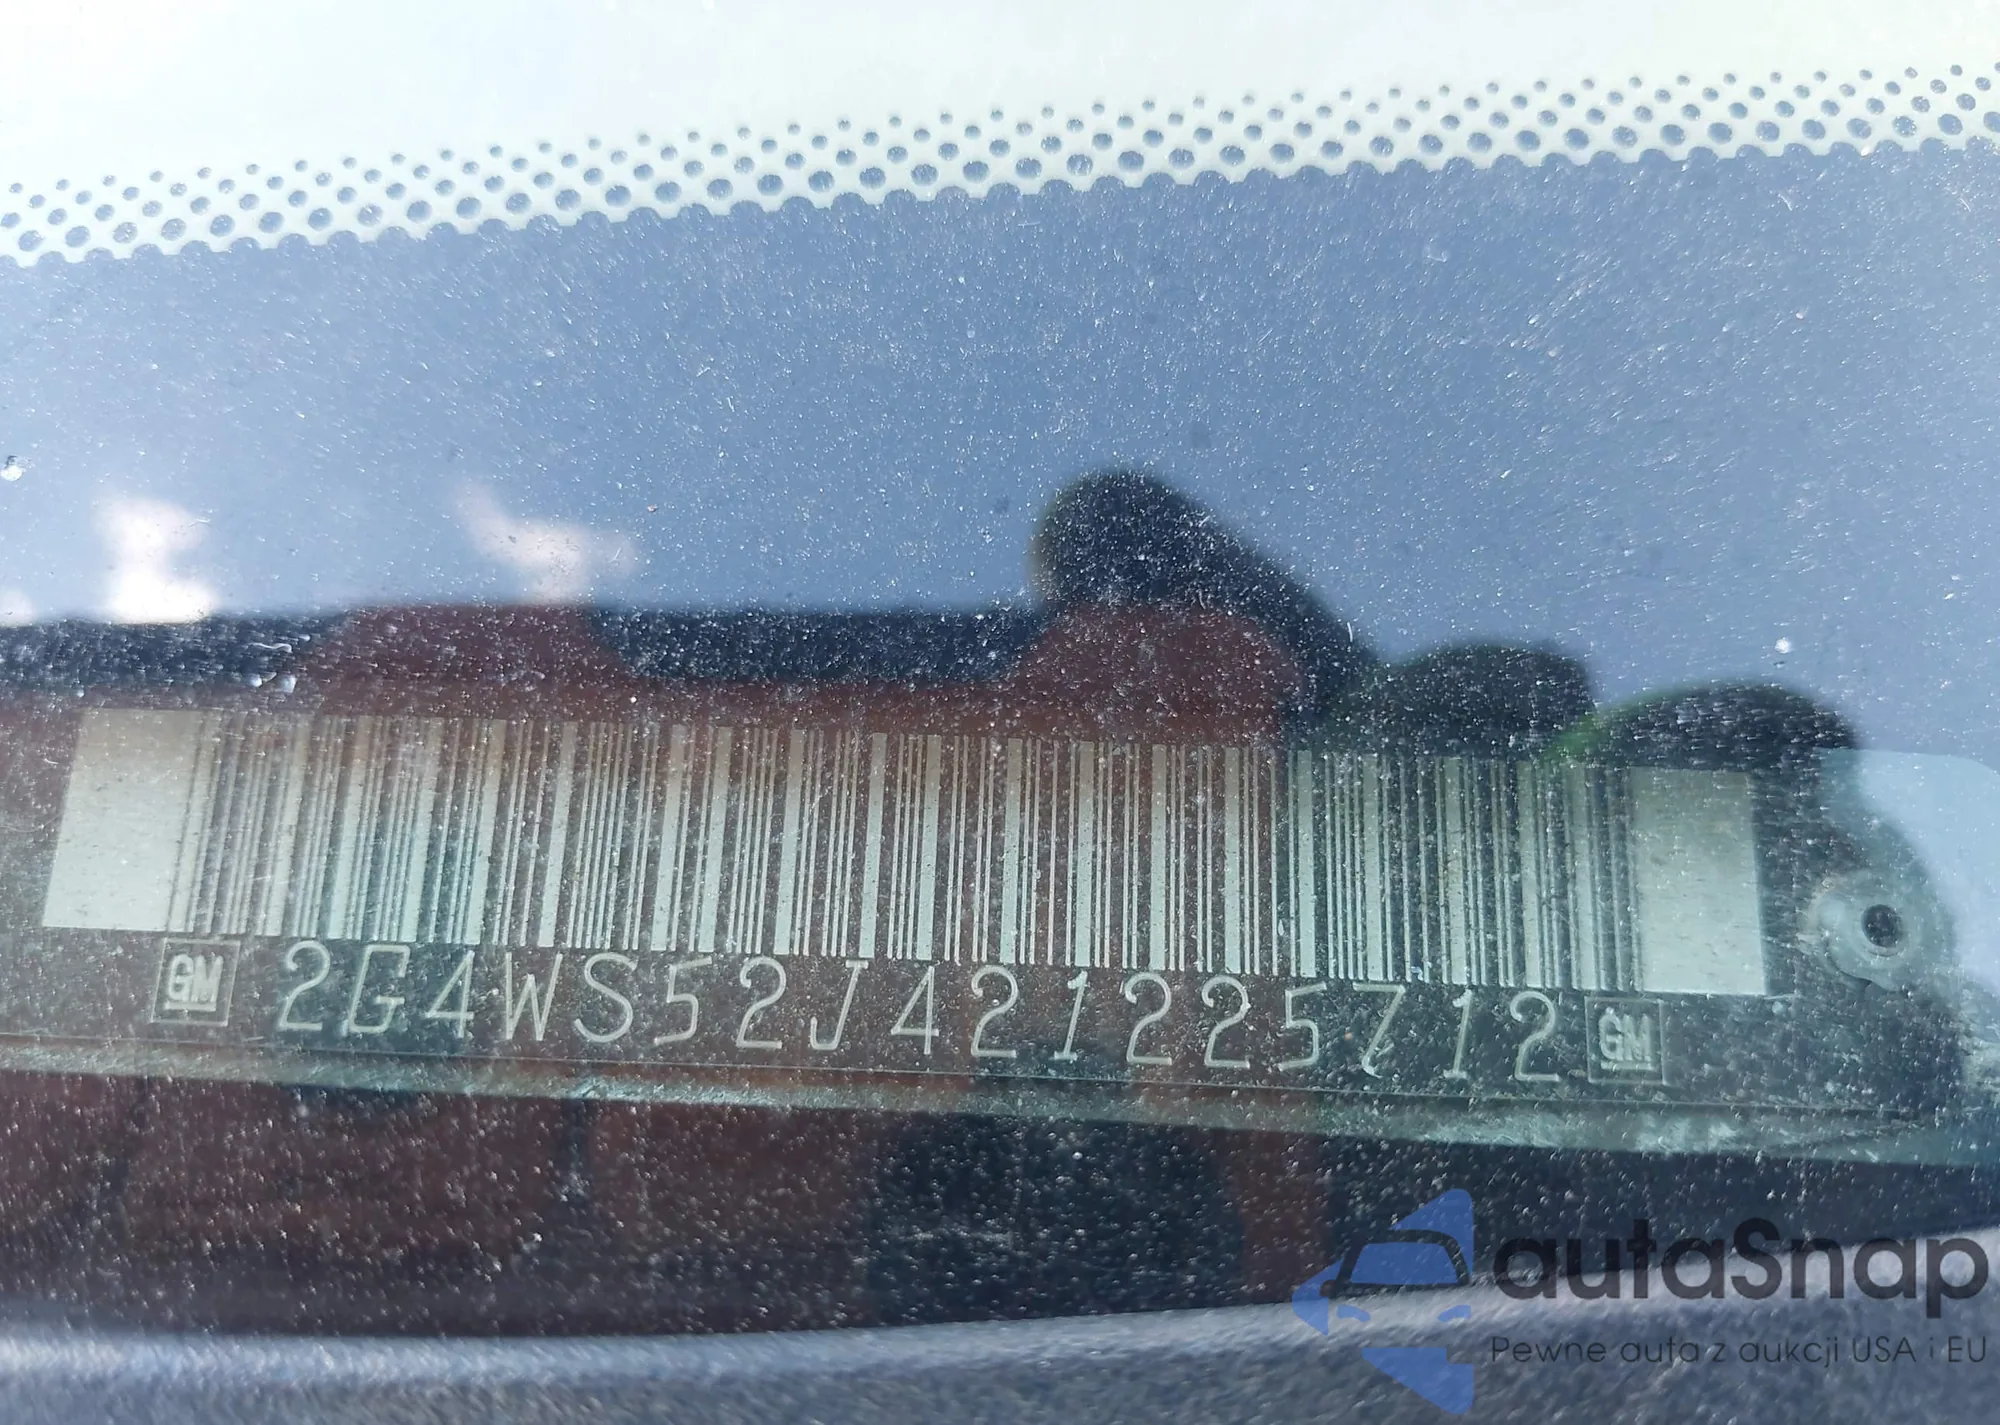 GM 2G4WS52J421225712 GM
autaSnap
Pewne auta z aukcji USA i EU